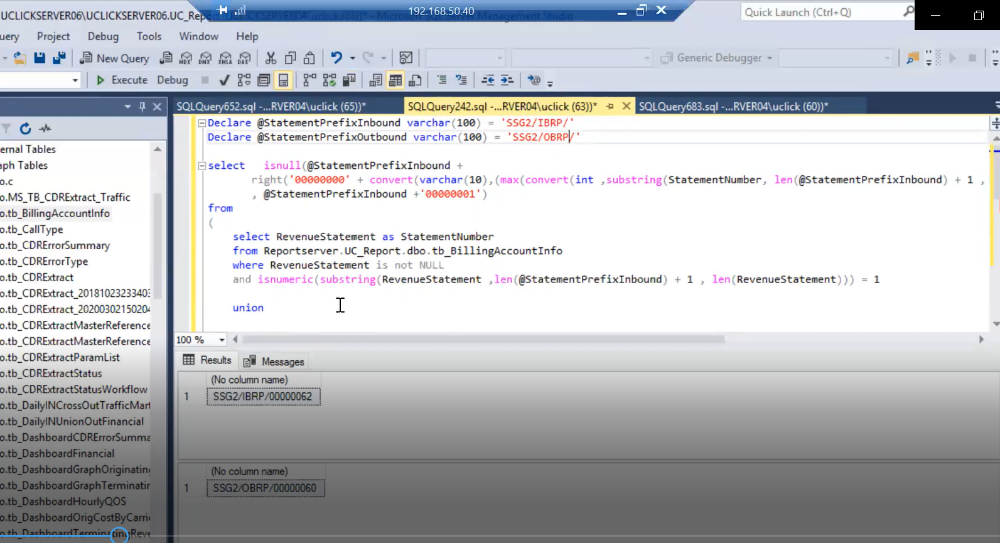 UCLICKSERVER06\UCLICKSERVER06.UC_Rep
192.168.50.40
Quick Launch (Ctrl+Q)
uery Project Debug Tools Window Help
New Query MDX DMX XMLA DAX Generic Debugger
Execute Debug
SQLQuery652.sql -...RVER04\uclick (65))* SQLQuery242.sql -...RVER04\uclick (63))* SQLQuery683.sql -...RVER04\uclick (60))*
Declare @StatementPrefixInbound varchar(100) = 'SSG2/IBRP/'
Declare @StatementPrefixOutbound varchar(100) = 'SSG2/OBRP/'
select isnull(@StatementPrefixInbound +
right('00000000' + convert(varchar(10),(max(convert(int ,substring(StatementNumber, len(@StatementPrefixInbound) + 1 ,
, @StatementPrefixInbound +'00000001')
from
(
select RevenueStatement as StatementNumber
from Reportserver.UC_Report.dbo.tb_BillingAccountInfo
where RevenueStatement is not NULL
and isnumeric(substring(RevenueStatement ,len(@StatementPrefixInbound) + 1 , len(RevenueStatement))) = 1
union
100 %
Results Messages
(No column name)
1 SSG2/IBRP/00000062
(No column name)
1 SSG2/OBRP/00000060
ernal Tables
ph Tables
o.c
o.MS_TB_CDRExtract_Traffic
o.tb_BillingAccountInfo
o.tb_CallType
o.tb_CDRErrorSummary
o.tb_CDRErrorType
o.tb_CDRExtract
o.tb_CDRExtract_2018102323340
o.tb_CDRExtract_20200302150204
o.tb_CDRExtractMasterReference
o.tb_CDRExtractMasterReference
o.tb_CDRExtractParamList
o.tb_CDRExtractStatus
o.tb_CDRExtractStatusWorkflow
o.tb_DailyINCrossOutTrafficMar
o.tb_DailyINUnionOutFinancial
o.tb_DashboardCDRErrorSumma
o.tb_DashboardFinancial
o.tb_DashboardGraphOriginatin
o.tb_DashboardGraphTerminatin
o.tb_DashboardHourlyQOS
o.tb_DashboardOrigCostByCarri
o.tb_DashboardTerminatingReve